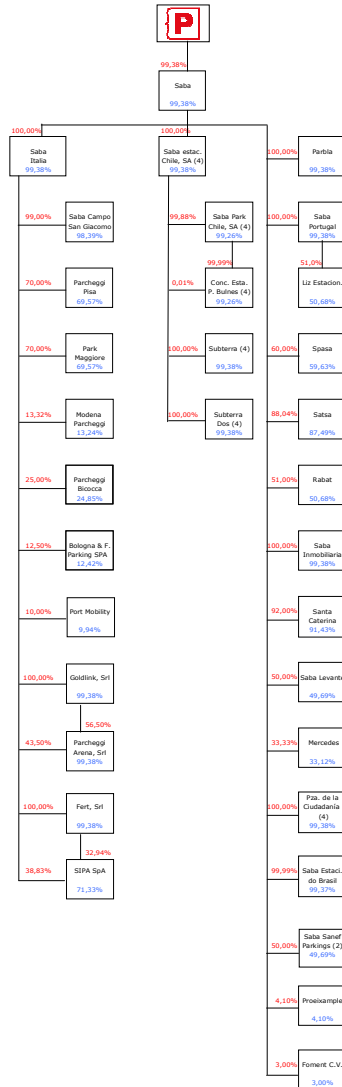 P
99,38%
Saba
99,38%
100,00%
Saba
Italia
99,38%
99,00%
Saba Campo
San Giacomo
98,39%
70,00%
Parcheggi
Pisa
69,57%
70,00%
Park
Maggiore
69,57%
13,32%
Modena
Parcheggi
13,24%
25,00%
Parcheggi
Bicocca
24,85%
12,50%
Bologna & F.
Parking SPA
12,42%
10,00%
Port Mobility
9,94%
100,00%
Goldlink, Srl
99,38%
56,50%
43,50%
Parcheggi
Arena, Srl
99,38%
100,00%
Fert, Srl
99,38%
32,94%
38,83%
SIPA SpA
71,33%
100,00%
Saba estac.
Chile, SA (4)
99,38%
99,88%
Saba Park
Chile, SA (4)
99,26%
99,99%
0,01%
Conc. Esta.
P. Bulnes (4)
99,26%
100,00%
Subterra (4)
99,38%
100,00%
Subterra
Dos (4)
99,38%
100,00%
Parbla
99,38%
100,00%
Saba
Portugal
99,38%
51,0%
Liz Estacion.
50,68%
60,00%
Spasa
59,63%
88,04%
Satsa
87,49%
51,00%
Rabat
50,68%
100,00%
Saba
Inmobiliaria
99,38%
92,00%
Santa
Caterina
91,43%
50,00%
Saba Levante
49,69%
33,33%
Mercedes
33,12%
100,00%
Pza. de la
Ciudadanía
(4)
99,38%
99,99%
Saba Estaci.
do Brasil
99,37%
50,00%
Saba Sanef
Parkings (2)
49,69%
4,10%
Proeixample
4,10%
3,00%
Foment C.V.
3,00%